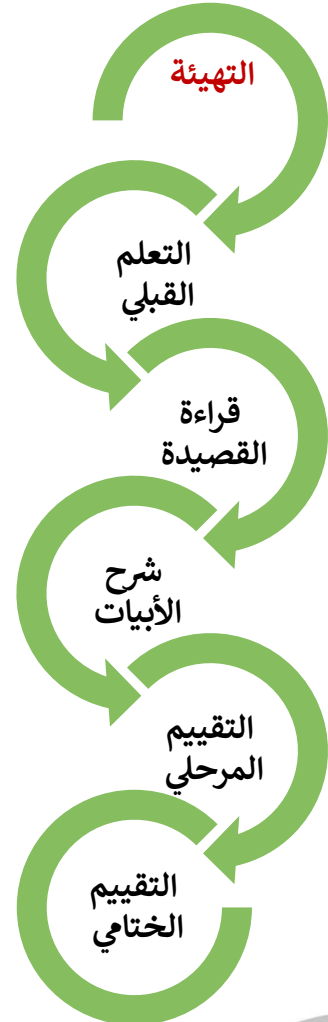 التهيئة
التعلم
القبلي
قراءة
القصيدة
شرح
الأبيات
التقييم
المرحلي
التقييم
الختامي